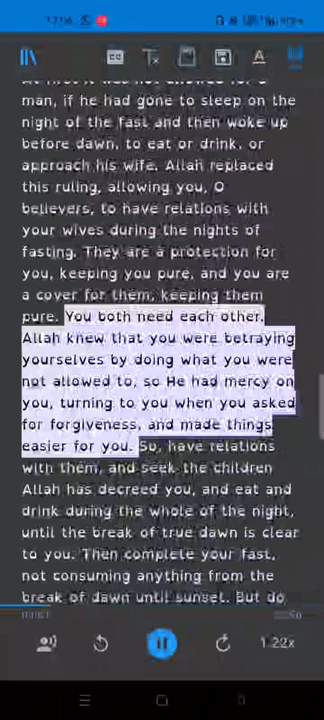 man, if he had gone to sleep on the
night of the fast and then woke up
before dawn, to eat or drink, or
approach his wife. Allah replaced
this ruling, allowing you, O
believers, to have relations with
your wives during the nights of
fasting. They are a protection for
you, keeping you pure, and you are
a cover for them, keeping them
pure. You both need each other.
Allah knew that you were betraying
yourselves by doing what you were
not allowed to, so He had mercy on
you, turning to you when you asked
for forgiveness, and made things
easier for you. So, have relations
with them, and seek the children
Allah has decreed you, and eat and
drink during the whole of the night,
until the break of true dawn is clear
to you. Then complete your fast,
not consuming anything from the
break of dawn until sunset. But do
1.22x